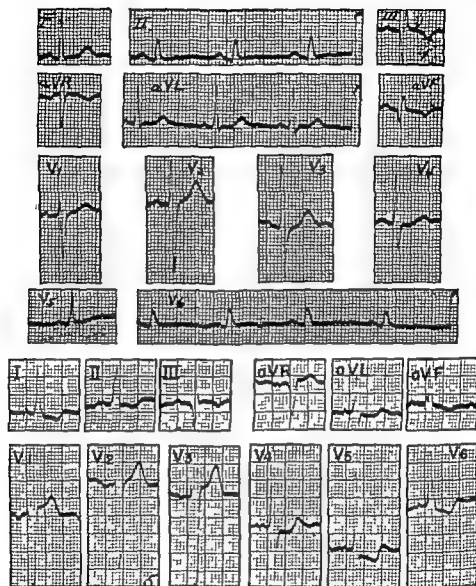 I II III
aVR aVL aVF
V1 V2 V3 V4
V5 V6
I II III aVR aVL aVF
V1 V2 V3 V4 V5 V6